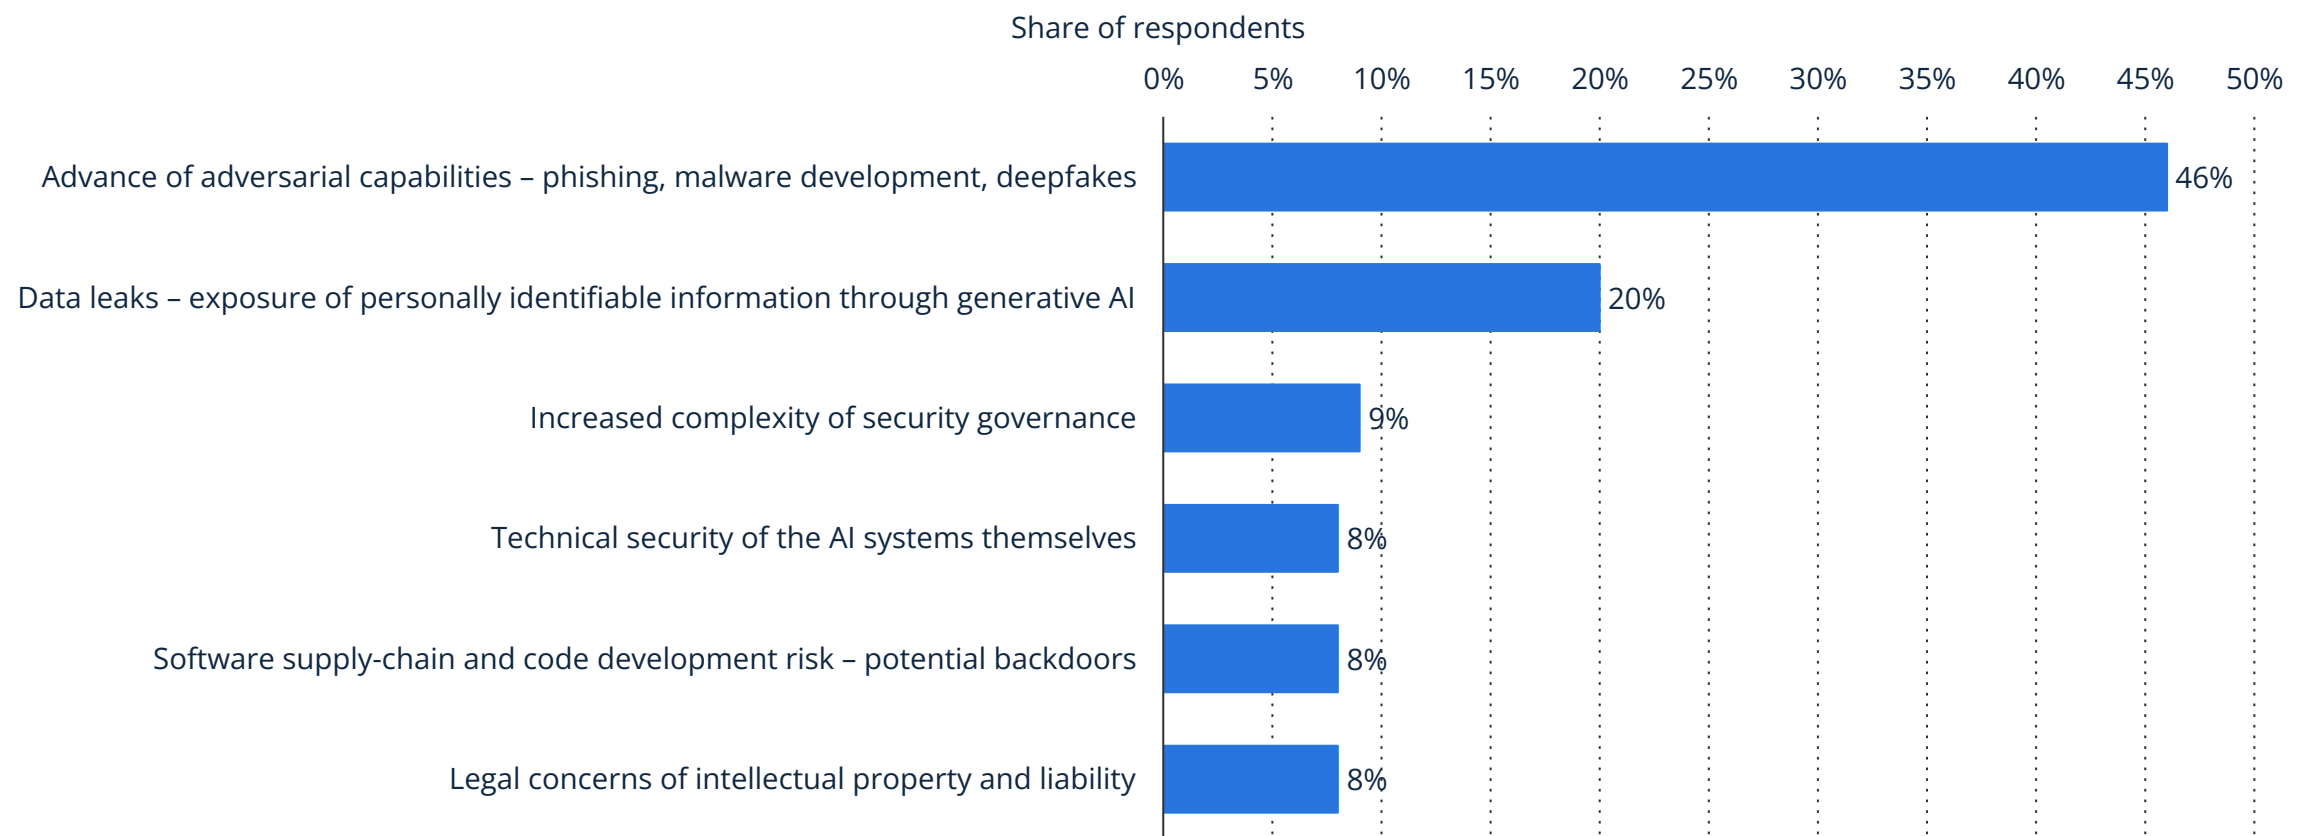 Share of respondents
0% 5% 10% 15% 20% 25% 30% 35% 40% 45% 50%
Advance of adversarial capabilities – phishing, malware development, deepfakes 46%
Data leaks – exposure of personally identifiable information through generative AI 20%
Increased complexity of security governance 9%
Technical security of the AI systems themselves 8%
Software supply-chain and code development risk – potential backdoors 8%
Legal concerns of intellectual property and liability 8%